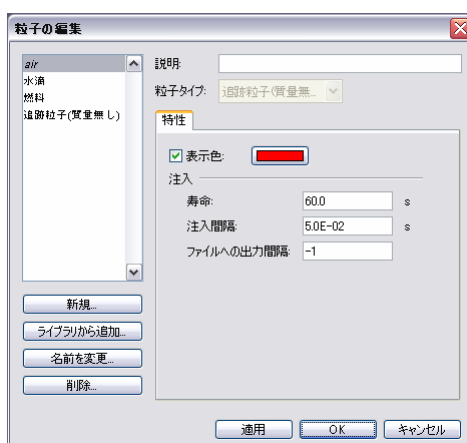 粒子の編集
air
水滴
燃料
追跡粒子(質量無し)
新規...
ライブラリから追加...
名前を変更...
削除...
説明:
粒子タイプ: 追跡粒子(質量無...
特性
表示色:
注入
寿命: 60.0 s
注入間隔: 5.0E-02 s
ファイルへの出力間隔: -1
適用 OK キャンセル